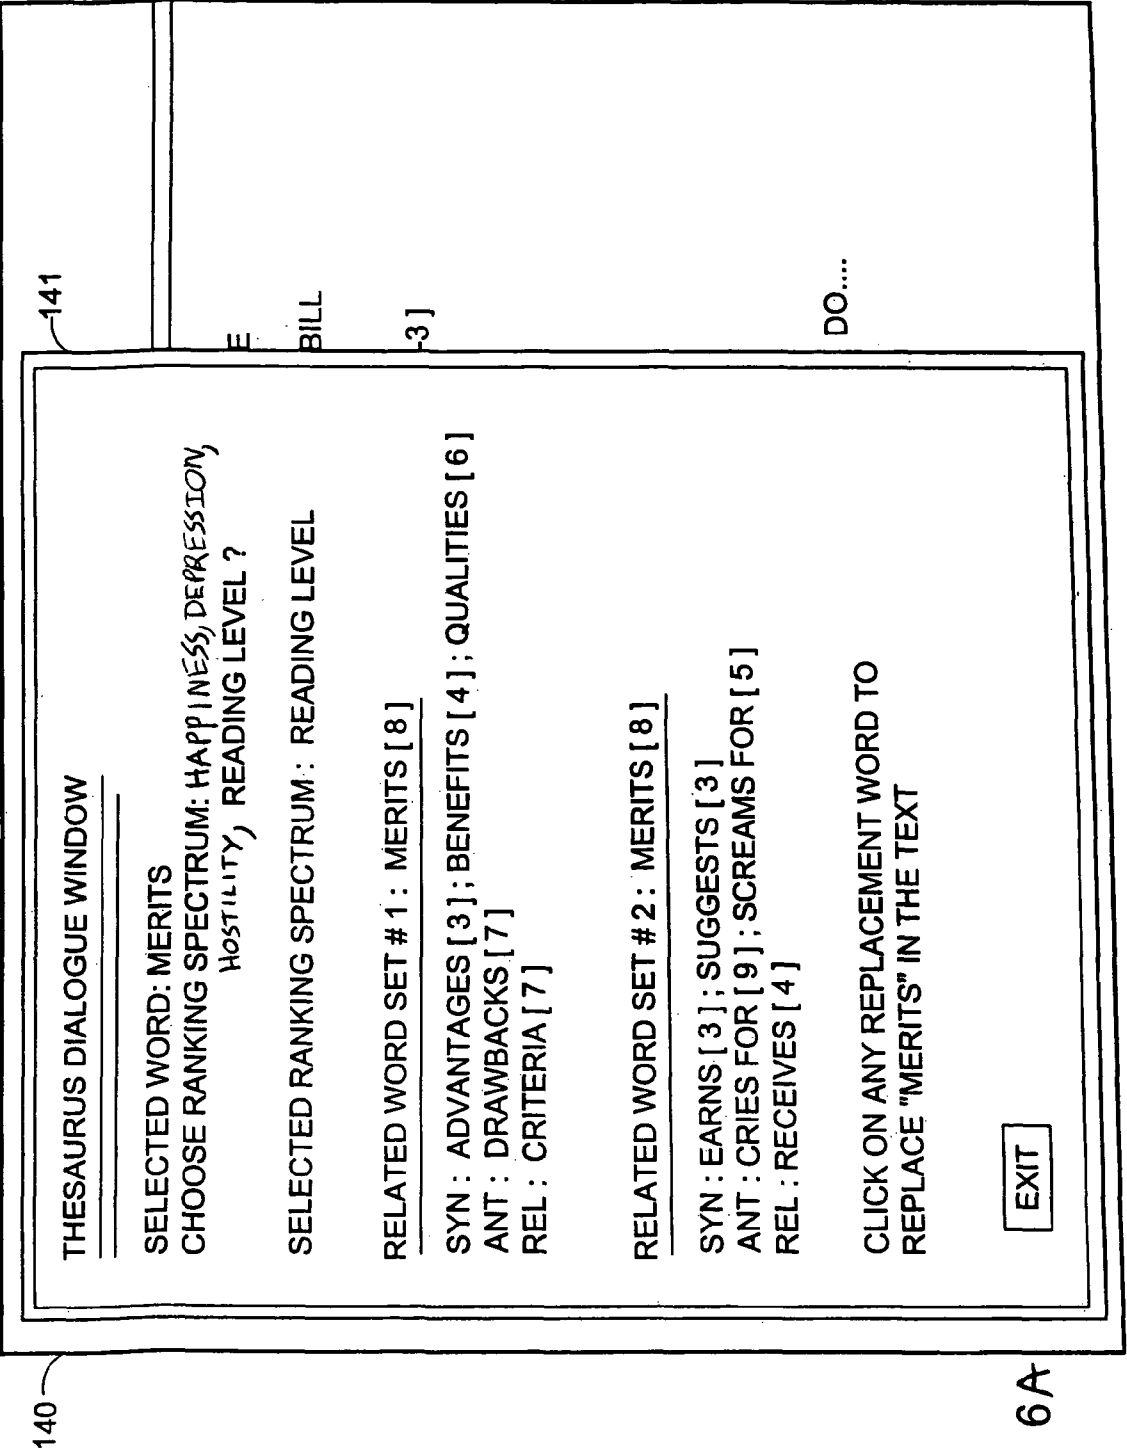 140
141
THESAURUS DIALOGUE WINDOW
SELECTED WORD: MERITS
CHOOSE RANKING SPECTRUM: HAPPINESS, DEPRESSION,
HOSTILITY, READING LEVEL ?
SELECTED RANKING SPECTRUM : READING LEVEL
RELATED WORD SET # 1 : MERITS [ 8 ]
SYN : ADVANTAGES [ 3 ] ; BENEFITS [ 4 ] ; QUALITIES [ 6 ]
ANT : DRAWBACKS [ 7 ]
REL : CRITERIA [ 7 ]
RELATED WORD SET # 2 : MERITS [ 8 ]
SYN : EARNS [ 3 ] ; SUGGESTS [ 3 ]
ANT : CRIES FOR [ 9 ] ; SCREAMS FOR [ 5 ]
REL : RECEIVES [ 4 ]
CLICK ON ANY REPLACEMENT WORD TO
REPLACE "MERITS" IN THE TEXT
EXIT
E
BILL
-3 ]
DO....
6A